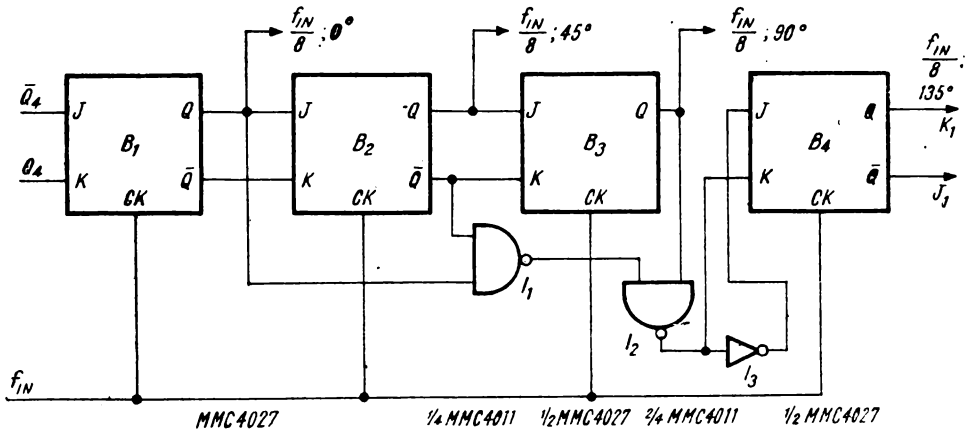 f_IN/8 ; 0°
f_IN/8 ; 45°
f_IN/8 ; 90°
f_IN/8 ;
135°
Q̄4
J
Q
J
Q
J
Q
J
Q
K1
B1
B2
B3
B4
Q4
K
Q̄
K
Q̄
K
K
Q̄
J1
CK
CK
CK
CK
I1
I2
I3
f_IN
MMC4027
1/4 MMC4011
1/2 MMC4027
2/4 MMC4011
1/2 MMC4027